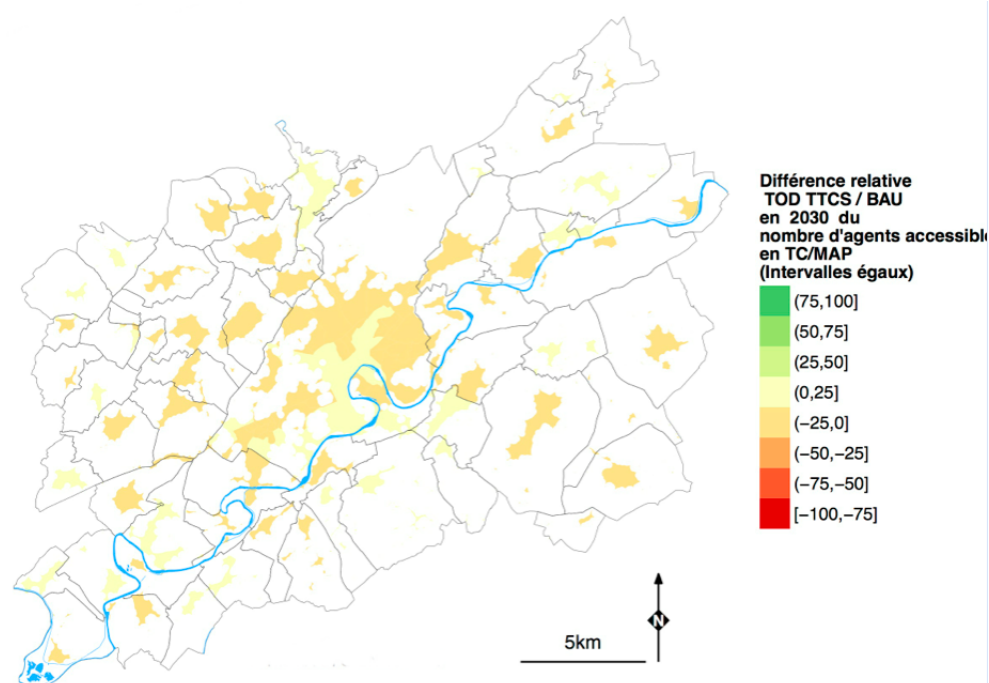 Différence relative
TOD TTCS / BAU
en 2030 du
nombre d'agents accessible
en TC/MAP
(Intervalles égaux)
(75,100]
(50,75]
(25,50]
(0,25]
(−25,0]
(−50,−25]
(−75,−50]
[−100,−75]
5km
N